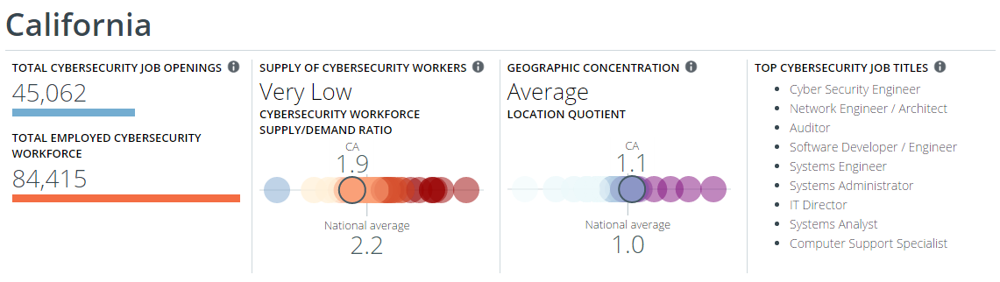 California
TOTAL CYBERSECURITY JOB OPENINGS
45,062
TOTAL EMPLOYED CYBERSECURITY
WORKFORCE
84,415
SUPPLY OF CYBERSECURITY WORKERS
Very Low
CYBERSECURITY WORKFORCE
SUPPLY/DEMAND RATIO
CA
1.9
National average
2.2
GEOGRAPHIC CONCENTRATION
Average
LOCATION QUOTIENT
CA
1.1
National average
1.0
TOP CYBERSECURITY JOB TITLES
Cyber Security Engineer
Network Engineer / Architect
Auditor
Software Developer / Engineer
Systems Engineer
Systems Administrator
IT Director
Systems Analyst
Computer Support Specialist